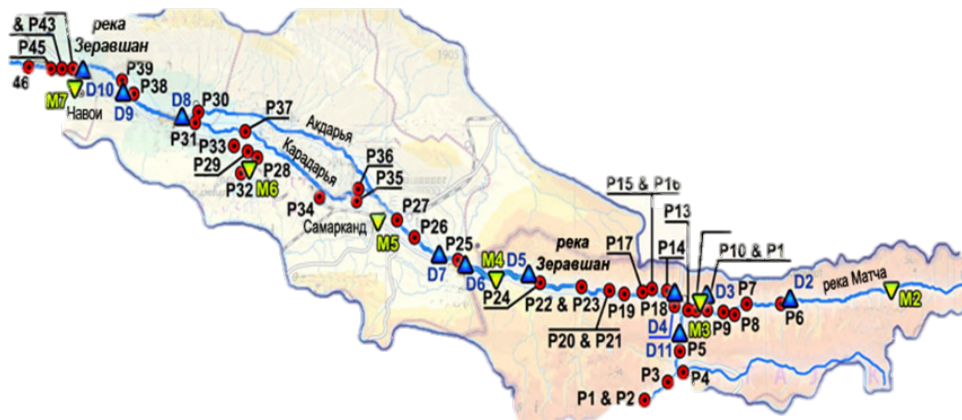 & P43
река
Зеравшан
P45
46
M7
Навои
D10
P39
P38
D9
D8
P30
P31
P37
Акдарья
Карадарья
P33
P29
P28
P32
M6
P36
P35
P34
Самарканд
M5
P27
P26
D7
P25
D6
M4
D5
P24
река
Зеравшан
P22 & P23
P17
P15 & P16
P13
P14
P10 & P1
P20 & P21
P19
P18
D4
D11
M3
D3
P9
P7
P8
D2
P6
река Матча
M2
P5
P3
P4
P1 & P2
1905